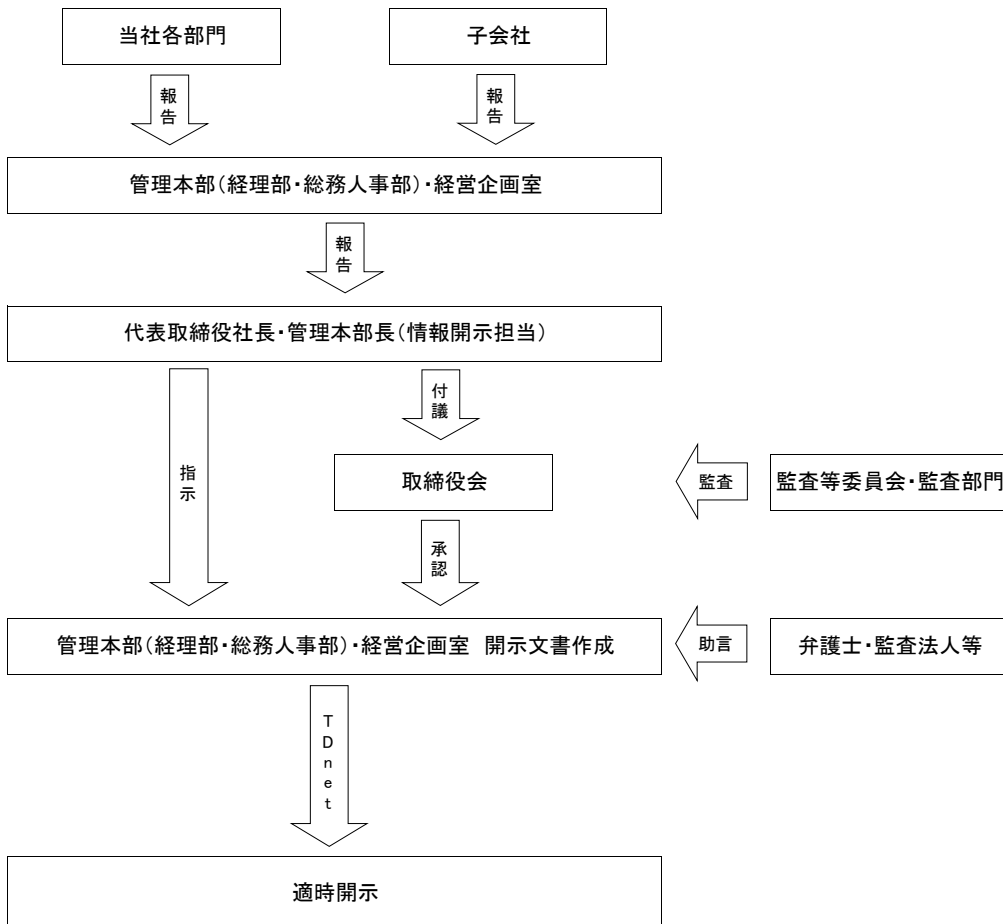 当社各部門
子会社
報告
報告
管理本部(経理部・総務人事部)・経営企画室
報告
代表取締役社長・管理本部長(情報開示担当)
付議
指示
取締役会
監査
監査等委員会・監査部門
承認
管理本部(経理部・総務人事部)・経営企画室 開示文書作成
助言
弁護士・監査法人等
TDnet
適時開示